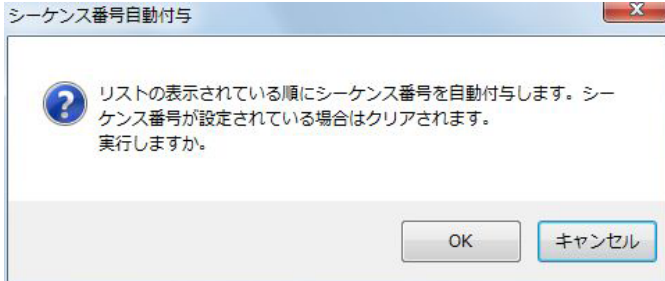 シーケンス番号自動付与
リストの表示されている順にシーケンス番号を自動付与します。シー
ケンス番号が設定されている場合はクリアされます。
実行しますか。
OK
キャンセル